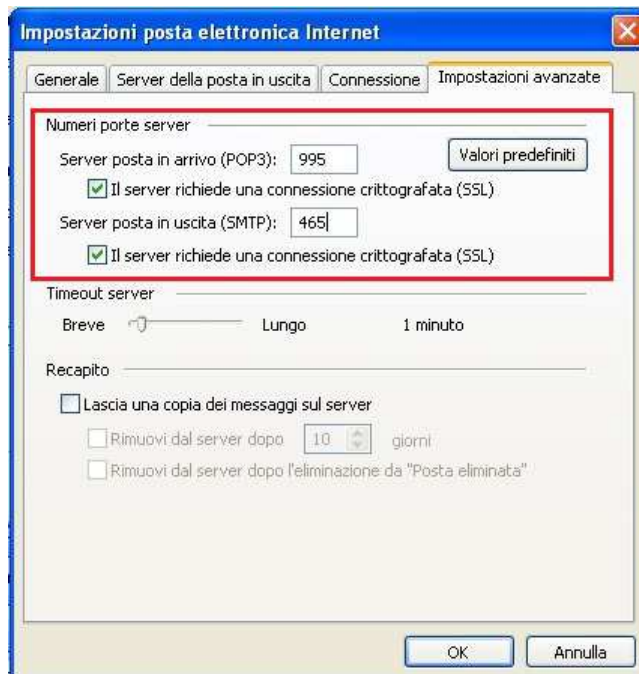 Impostazioni posta elettronica Internet
Generale Server della posta in uscita Connessione Impostazioni avanzate
Numeri porte server
Server posta in arrivo (POP3): 995 Valori predefiniti
Il server richiede una connessione crittografata (SSL)
Server posta in uscita (SMTP): 465
Il server richiede una connessione crittografata (SSL)
Timeout server
Breve Lungo 1 minuto
Recapito
Lascia una copia dei messaggi sul server
Rimuovi dal server dopo 10 giorni
Rimuovi dal server dopo l'eliminazione da "Posta eliminata"
OK Annulla